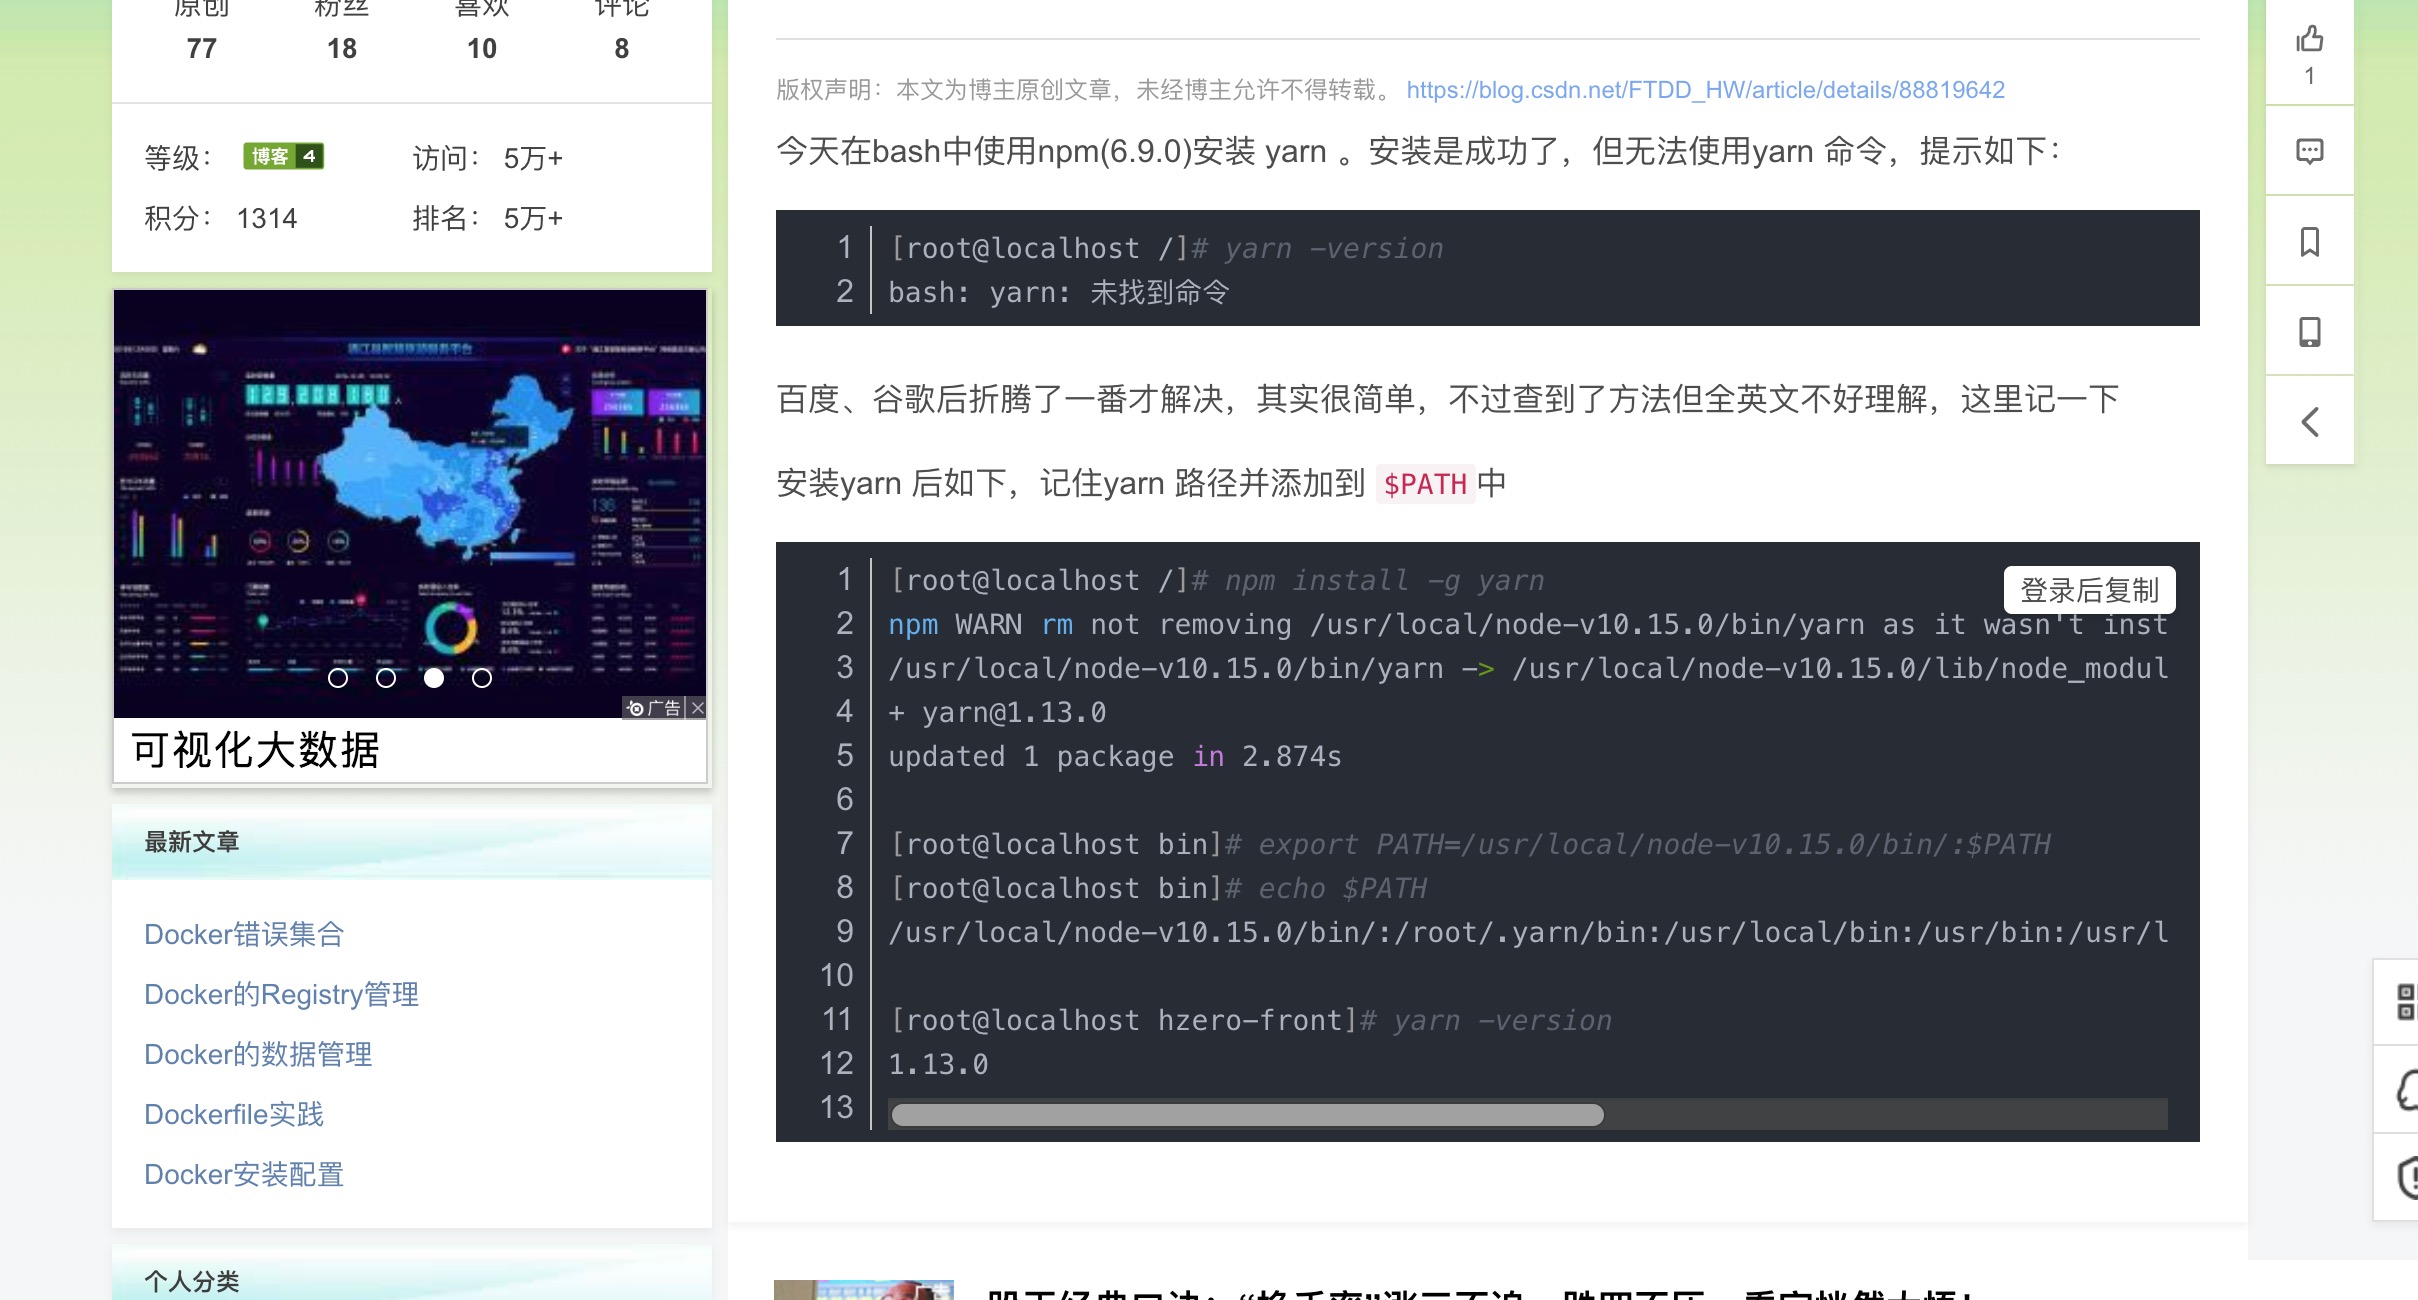 原创 粉丝 喜欢 评论
77 18 10 8
等级： 博客 4 访问： 5万+
积分： 1314 排名： 5万+
广告
可视化大数据
最新文章
Docker错误集合
Docker的Registry管理
Docker的数据管理
Dockerfile实践
Docker安装配置
个人分类
版权声明：本文为博主原创文章，未经博主允许不得转载。 https://blog.csdn.net/FTDD_HW/article/details/88819642
今天在bash中使用npm(6.9.0)安装 yarn 。安装是成功了，但无法使用yarn 命令，提示如下：
1 [root@localhost /]# yarn -version
2 bash: yarn: 未找到命令
百度、谷歌后折腾了一番才解决，其实很简单，不过查到了方法但全英文不好理解，这里记一下
安装yarn 后如下，记住yarn 路径并添加到 $PATH中
登录后复制
1 [root@localhost /]# npm install -g yarn
2 npm WARN rm not removing /usr/local/node-v10.15.0/bin/yarn as it wasn't inst
3 /usr/local/node-v10.15.0/bin/yarn -> /usr/local/node-v10.15.0/lib/node_modul
4 + yarn@1.13.0
5 updated 1 package in 2.874s
6
7 [root@localhost bin]# export PATH=/usr/local/node-v10.15.0/bin/:$PATH
8 [root@localhost bin]# echo $PATH
9 /usr/local/node-v10.15.0/bin/:/root/.yarn/bin:/usr/local/bin:/usr/bin:/usr/l
10
11 [root@localhost hzero-front]# yarn -version
12 1.13.0
13
1